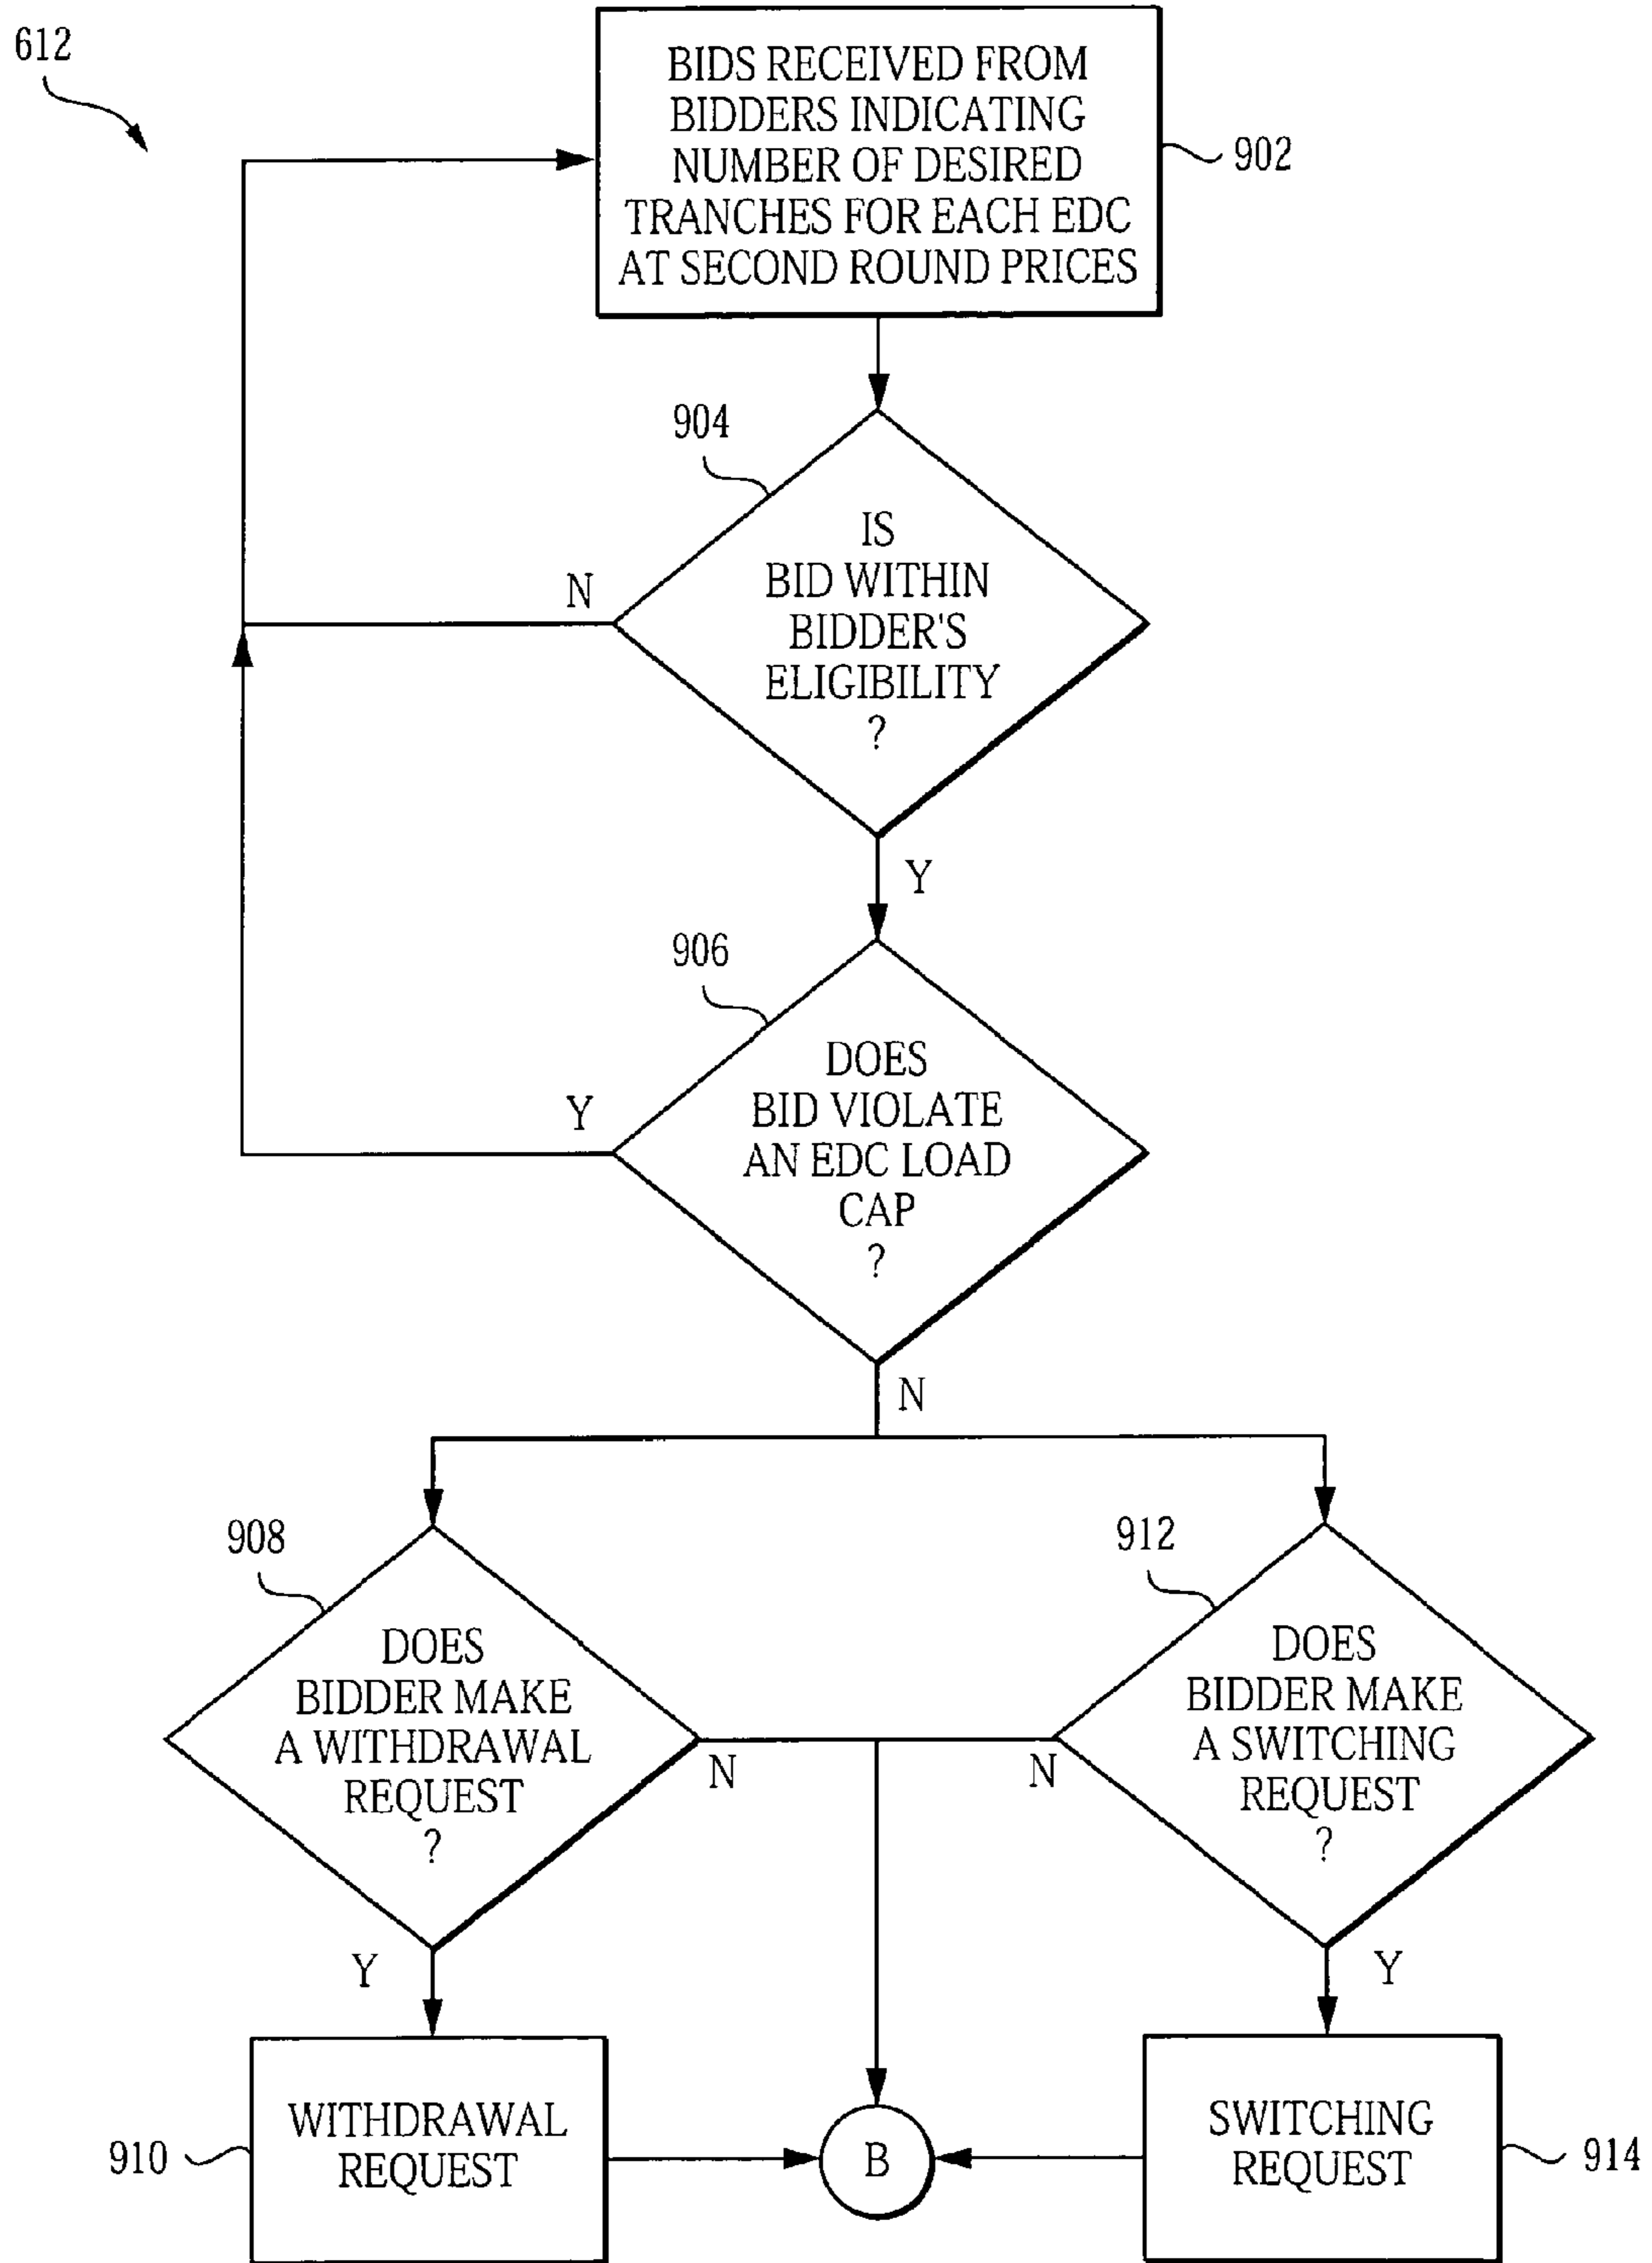 612
BIDS RECEIVED FROM
BIDDERS INDICATING
NUMBER OF DESIRED
TRANCHES FOR EACH EDC
AT SECOND ROUND PRICES
902
904
IS
BID WITHIN
BIDDER'S
ELIGIBILITY
?
N
Y
906
DOES
BID VIOLATE
AN EDC LOAD
CAP
?
Y
N
908
DOES
BIDDER MAKE
A WITHDRAWAL
REQUEST
?
N
Y
912
DOES
BIDDER MAKE
A SWITCHING
REQUEST
?
N
Y
910
WITHDRAWAL
REQUEST
B
SWITCHING
REQUEST
914